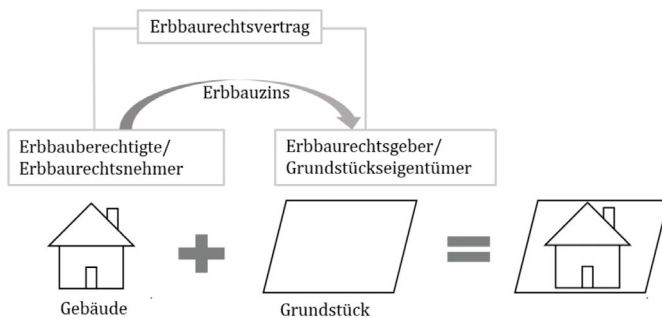 Erbbaurechtsvertrag
Erbbauzins
Erbbauberechtigte/
Erbbaurechtsnehmer
Erbbaurechtsgeber/
Grundstückseigentümer
Gebäude
Grundstück